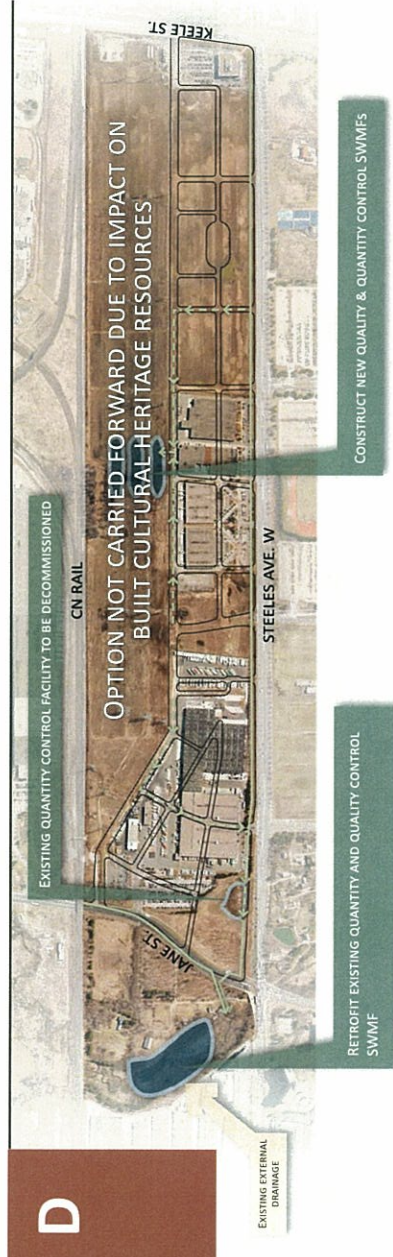 D
EXISTING QUANTITY CONTROL FACILITY TO BE DECOMMISSIONED
CN RAIL
KEELE ST.
OPTION NOT CARRIED FORWARD DUE TO IMPACT ON
BUILT CULTURAL HERITAGE RESOURCES
JANE ST.
STEELES AVE. W
EXISTING EXTERNAL
DRAINAGE
RETROFIT EXISTING QUANTITY AND QUALITY CONTROL
SWMF
CONSTRUCT NEW QUALITY & QUANTITY CONTROL SWMFS